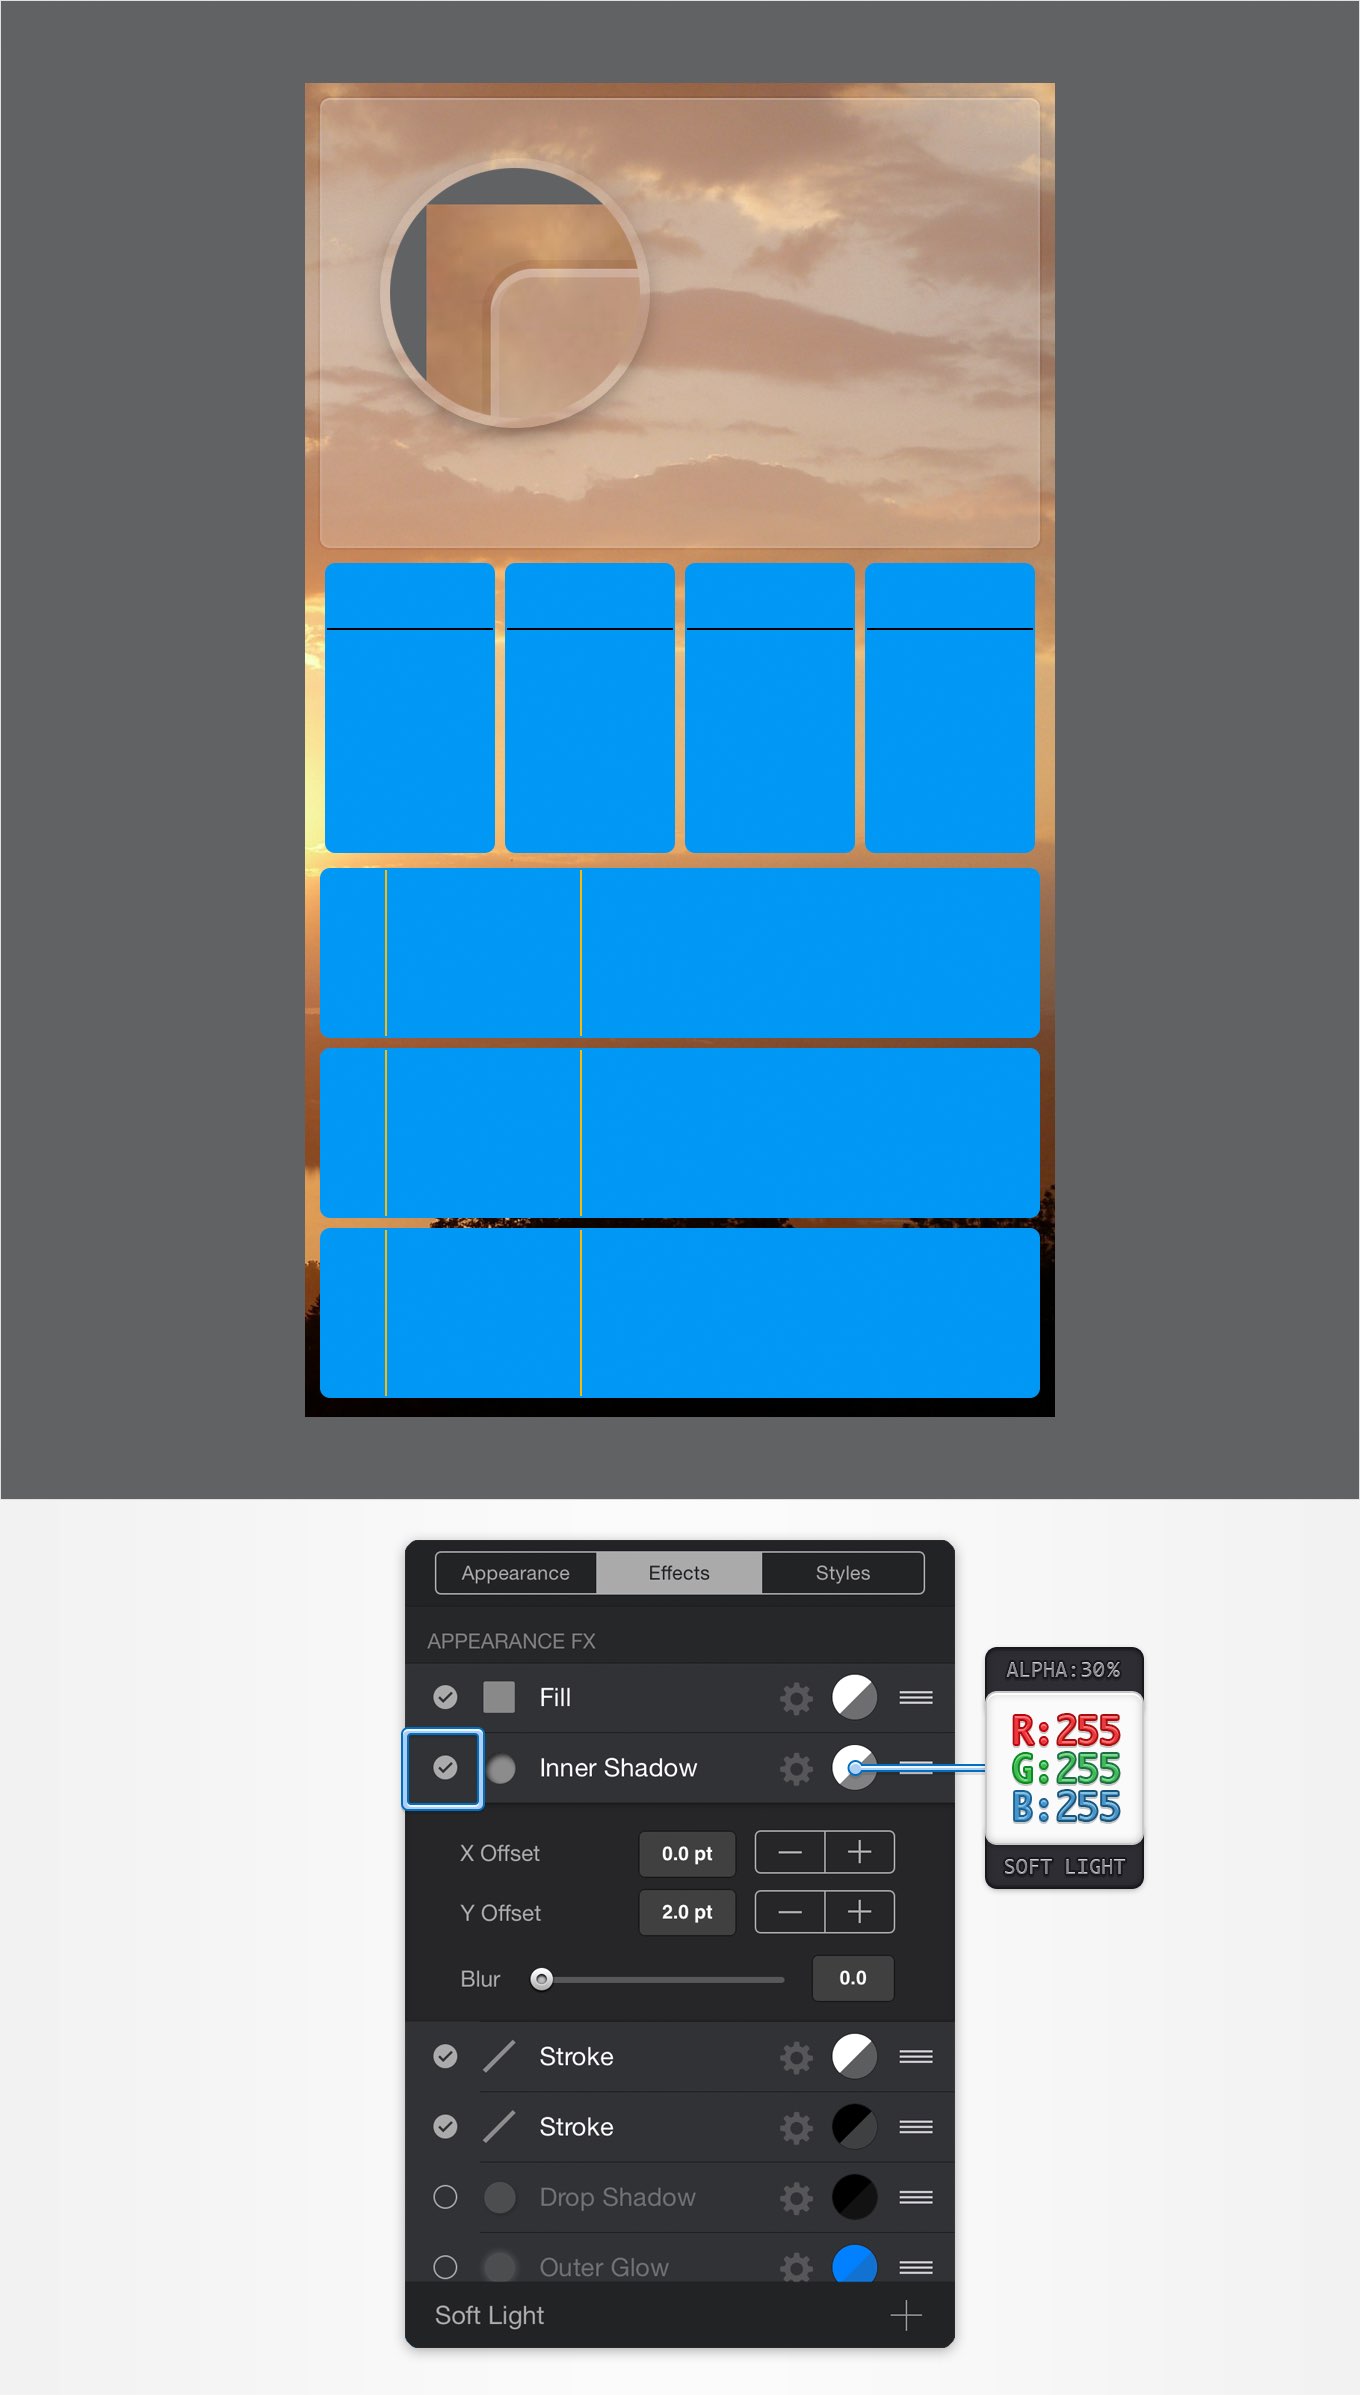 Appearance Effects Styles
APPEARANCE FX
Fill
Inner Shadow
X Offset 0.0 pt
Y Offset 2.0 pt
Blur 0.0
Stroke
Stroke
Drop Shadow
Outer Glow
Soft Light
ALPHA:30%
R:255
G:255
B:255
SOFT LIGHT